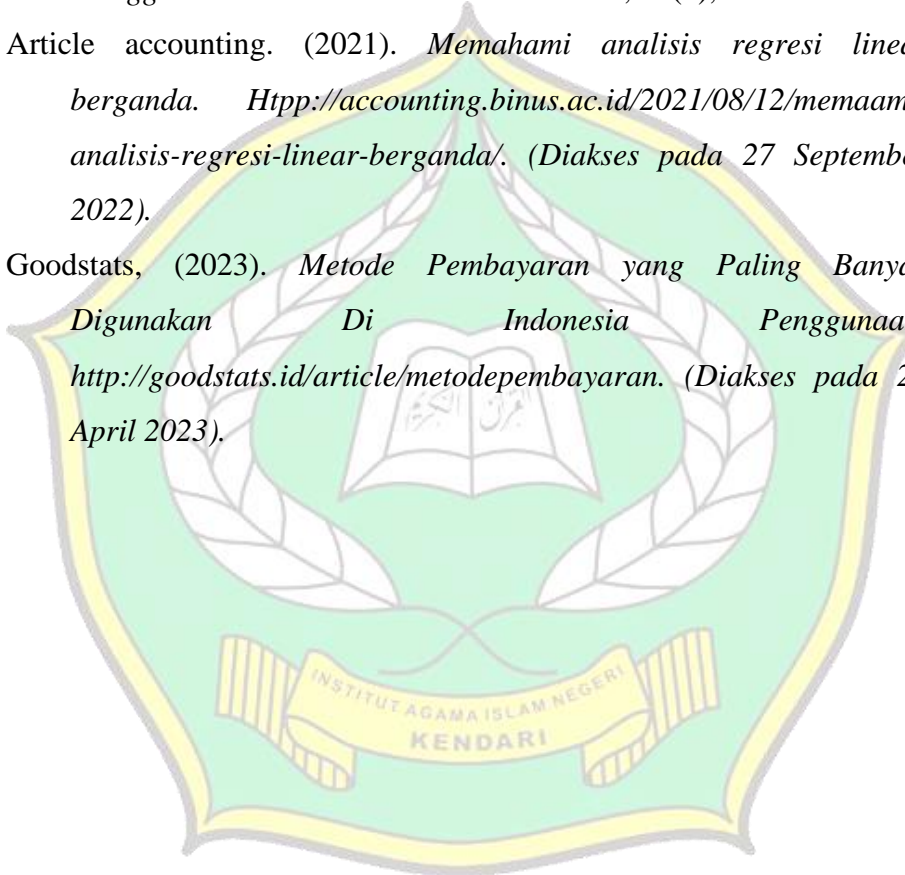 Article accounting. (2021). Memahami analisis regresi linea
berganda. Htpp://accounting.binus.ac.id/2021/08/12/memaam
analisis-regresi-linear-berganda/. (Diakses pada 27 Septembe
2022).
Goodstats, (2023). Metode Pembayaran yang Paling Banya
Digunakan Di Indonesia Penggunaa
http://goodstats.id/article/metodepembayaran. (Diakses pada 2
April 2023).
INSTITUT AGAMA ISLAM NEGERI
KENDARI